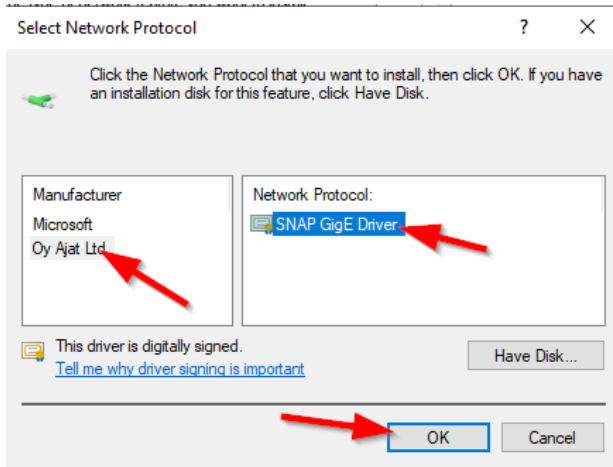 Select Network Protocol
Click the Network Protocol that you want to install, then click OK. If you have
an installation disk for this feature, click Have Disk.
Manufacturer
Microsoft
Oy Ajat Ltd
Network Protocol:
SNAP GigE Driver
This driver is digitally signed.
Tell me why driver signing is important
Have Disk...
OK
Cancel